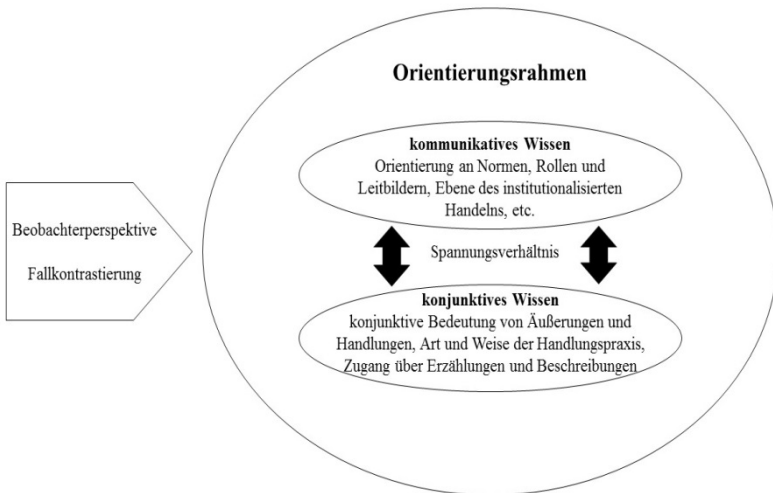 Orientierungsrahmen
kommunikatives Wissen
Orientierung an Normen, Rollen und
Leitbildern, Ebene des institutionalisierten
Handelns, etc.
Beobachterperspektive
Fallkontrastierung
Spannungsverhältnis
konjunktives Wissen
konjunktive Bedeutung von Äußerungen und
Handlungen, Art und Weise der Handlungspraxis,
Zugang über Erzählungen und Beschreibungen